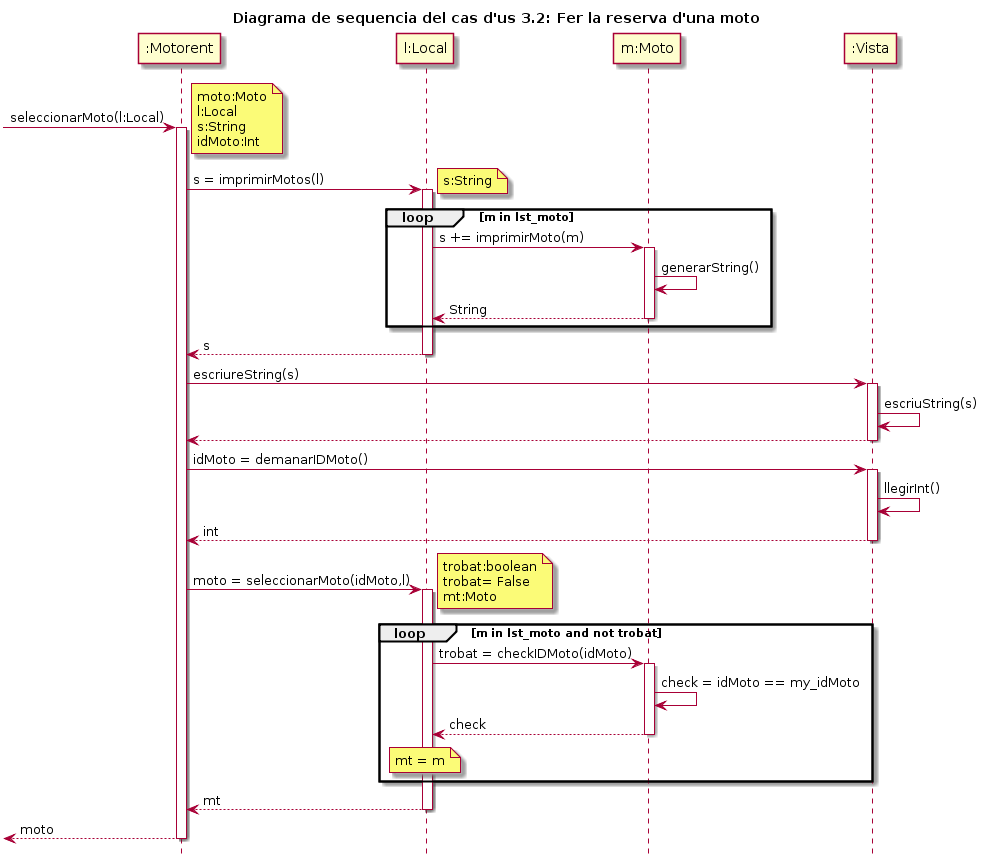 Diagrama de sequencia del cas d'us 3.2: Fer la reserva d'una moto
:Motorent
l:Local
m:Moto
:Vista
seleccionarMoto(l:Local)
moto:Moto
l:Local
s:String
idMoto:Int
s = imprimirMotos(l)
s:String
loop
[m in lst_moto]
s += imprimirMoto(m)
generarString()
String
s
escriureString(s)
escriuString(s)
idMoto = demanarIDMoto()
llegirInt()
int
moto = seleccionarMoto(idMoto,l)
trobat:boolean
trobat= False
mt:Moto
loop
[m in lst_moto and not trobat]
trobat = checkIDMoto(idMoto)
check = idMoto == my_idMoto
check
mt = m
mt
moto